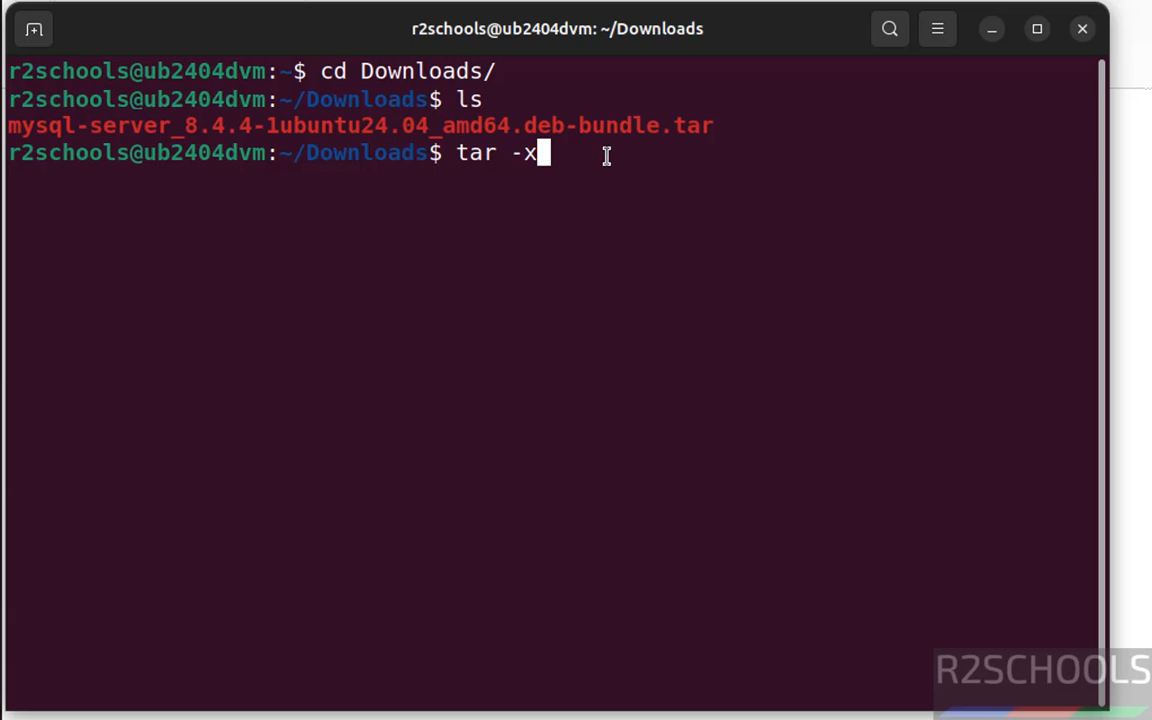 r2schools@ub2404dvm: ~/Downloads
r2schools@ub2404dvm:~$ cd Downloads/
r2schools@ub2404dvm:~/Downloads$ ls
mysql-server_8.4.4-1ubuntu24.04_amd64.deb-bundle.tar
r2schools@ub2404dvm:~/Downloads$ tar -x
R2SCHOOLS